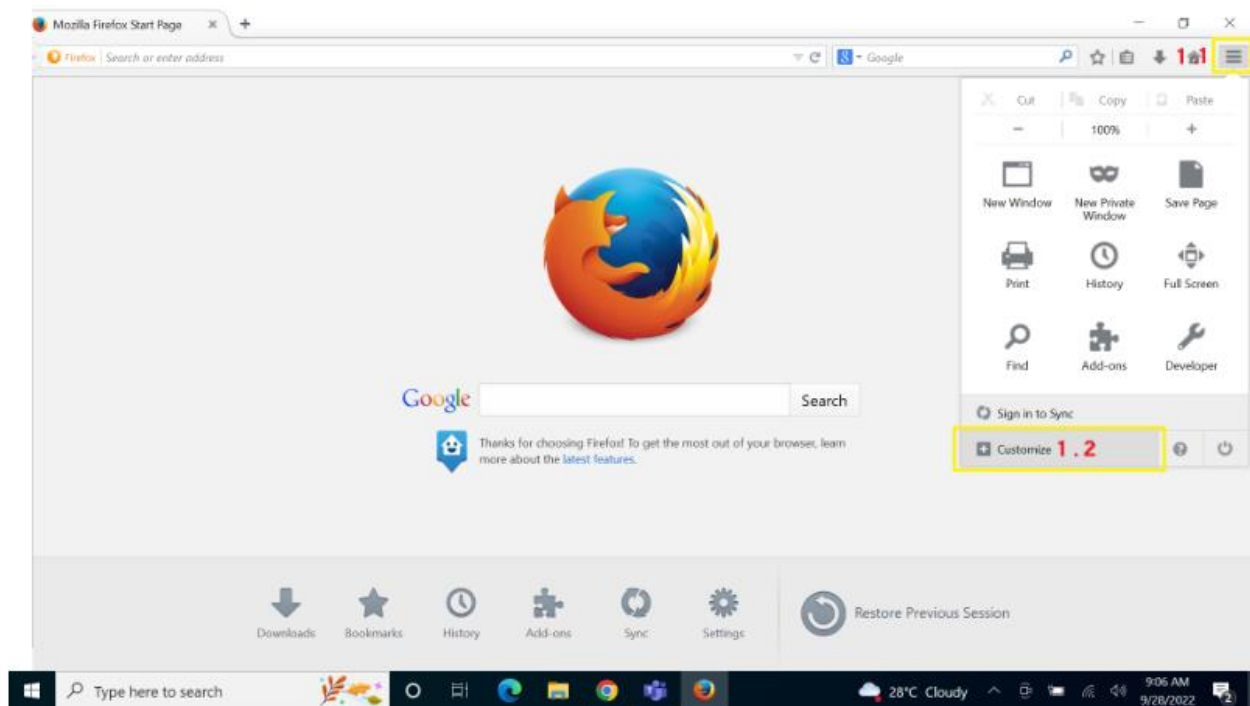 Mozilla Firefox Start Page
Firefox Search or enter address
Google
1 1
Cut Copy Paste
100%
New Window New Private Window Save Page
Print History Full Screen
Find Add-ons Developer
Sign in to Sync
Customize 1 . 2
Google Search
Thanks for choosing Firefox! To get the most out of your browser, learn
more about the latest features.
Downloads Bookmarks History Add-ons Sync Settings
Restore Previous Session
Type here to search
28°C Cloudy
9:06 AM
9/28/2022
2